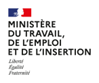 MINISTÈRE
DU TRAVAIL,
DE L'EMPLOI
ET DE L'INSERTION
Liberté
Égalité
Fraternité